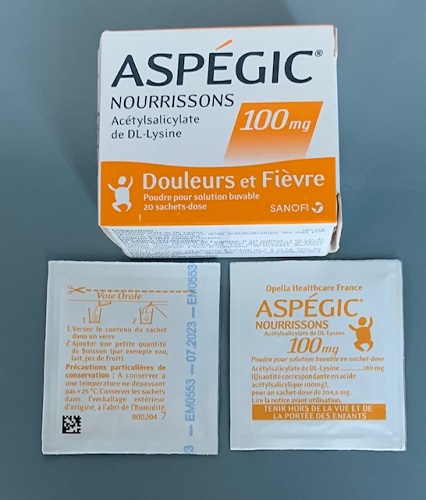 ASPÉGIC®
NOURRISSONS
Acétylsalicylate
de DL-Lysine
100 mg
Douleurs et Fièvre
Poudre pour solution buvable
20 sachets-dose
SANOFI
Voie Orale
1. Verser le contenu du sachet
dans un verre.
2. Ajouter une petite quantité
de boisson (par exemple eau,
lait, jus de fruit).
Précautions particulières de
conservation : A conserver à
une température ne dépassant
pas + 25 °C. Conserver les sachets
dans l'emballage extérieur
d'origine, à l'abri de l'humidité.
800204 7
3 — EM0553 — 07.2023 — EM0553
Opella Healthcare France
ASPÉGIC®
NOURRISSONS
Acétylsalicylate de DL-Lysine
100 mg
Poudre pour solution buvable en sachet-dose
Acétylsalicylate de DL-Lysine ............180 mg
(Quantité correspondante en acide
acétylsalicylique 100mg),
pour un sachet-dose de 204,5 mg.
Lire la notice avant utilisation.
TENIR HORS DE LA VUE ET DE
LA PORTÉE DES ENFANTS